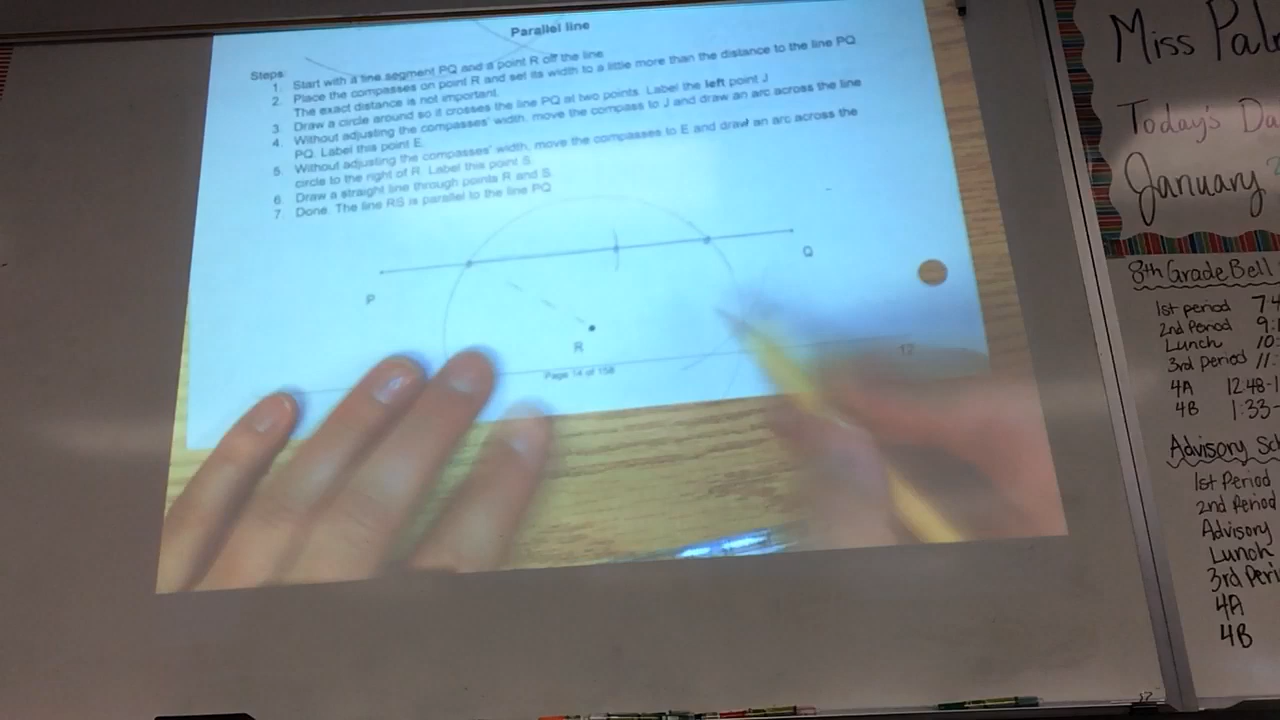 Parallel line
Steps:
1. Start with a line segment PQ and a point R off the line
2. Place the compasses on point R and set its width to a little more than the distance to the line PQ
The exact distance is not important.
3. Draw a circle around so it crosses the line PQ at two points. Label the left point J
4. Without adjusting the compasses' width, move the compass to J and draw an arc across the line
PQ. Label this point E
5. Without adjusting the compasses' width, move the compasses to E and draw an arc across the
circle to the right of R. Label this point S
6. Draw a straight line through points R and S
7. Done. The line RS is parallel to the line PQ
P
Q
R
Page 14 of 158
12
Miss
Today's
January
8th Grade Bell
1st period
2nd Period
Lunch
3rd Period
4A 12:48-1
4B 1:33-
Advisory
1st Period
2nd Period
Advisory
Lunch
3rd
4A
4B